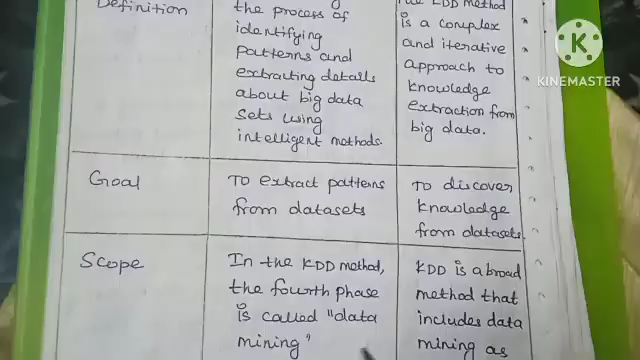 Definition
the process of
identifying
patterns and
extracting details
about big data
sets using
intelligent methods.
KDD Method
is a complex
and iterative
approach to
knowledge
extraction from
big data.
Goal
To extract patterns
from datasets
To discover
knowledge
from datasets.
Scope
In the KDD method,
the fourth phase
is called "data
mining"
KDD is a broad
method that
includes data
mining as
KINEMASTER